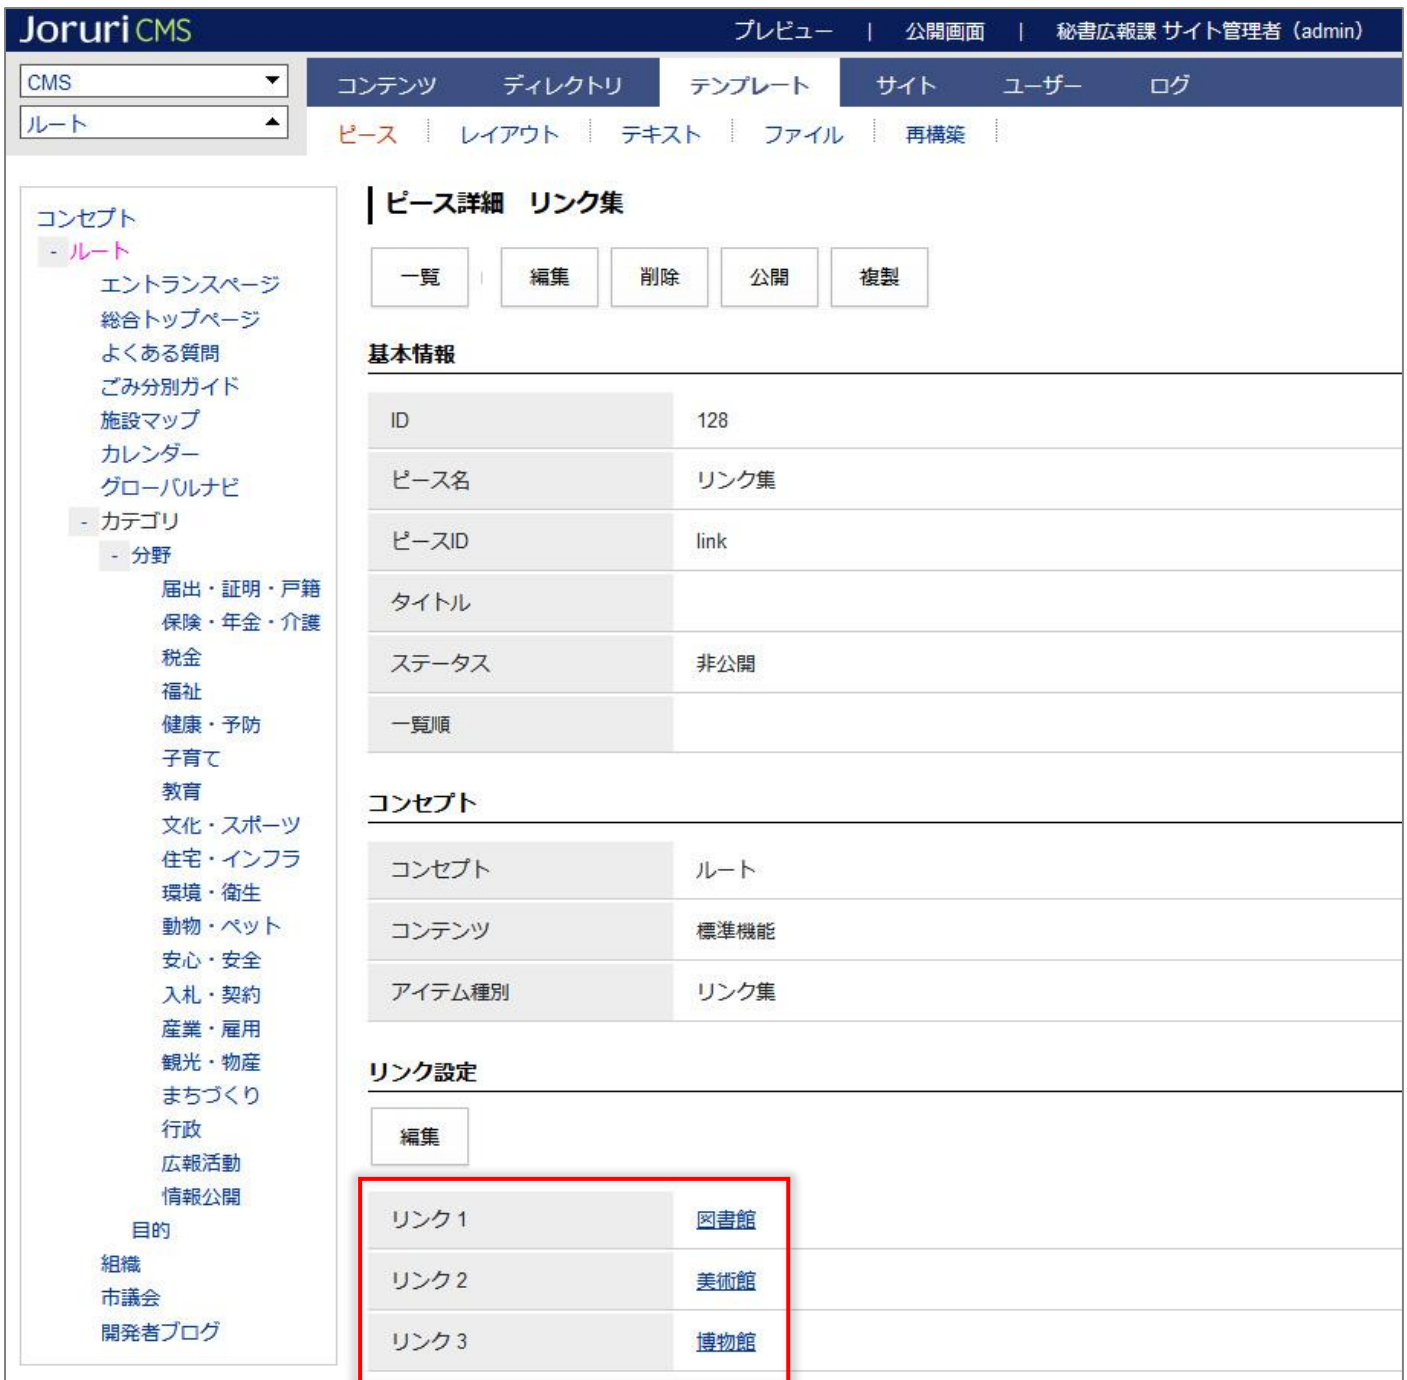 Joruri CMS
プレビュー | 公開画面 | 秘書広報課 サイト管理者（admin）
CMS
ルート
コンテンツ ディレクトリ テンプレート サイト ユーザー ログ
ピース レイアウト テキスト ファイル 再構築
コンセプト
- ルート
エントランスページ
総合トップページ
よくある質問
ごみ分別ガイド
施設マップ
カレンダー
グローバルナビ
- カテゴリ
- 分野
届出・証明・戸籍
保険・年金・介護
税金
福祉
健康・予防
子育て
教育
文化・スポーツ
住宅・インフラ
環境・衛生
動物・ペット
安心・安全
入札・契約
産業・雇用
観光・物産
まちづくり
行政
広報活動
情報公開
目的
組織
市議会
開発者ブログ
ピース詳細　リンク集
一覧 編集 削除 公開 複製
基本情報
ID 128
ピース名 リンク集
ピースID link
タイトル
ステータス 非公開
一覧順
コンセプト
コンセプト ルート
コンテンツ 標準機能
アイテム種別 リンク集
リンク設定
編集
リンク 1 図書館
リンク 2 美術館
リンク 3 博物館